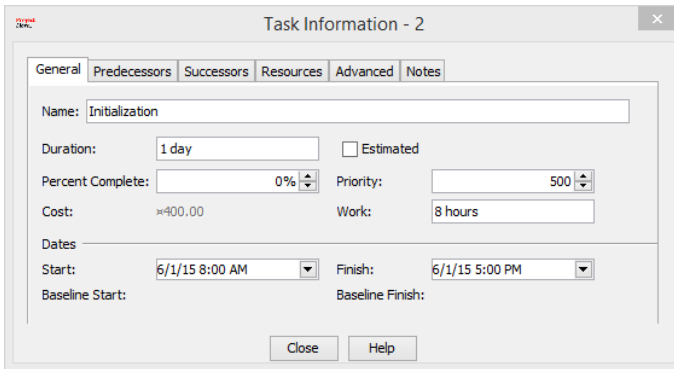 Task Information - 2
General Predecessors Successors Resources Advanced Notes
Name: Initialization
Duration: 1 day Estimated
Percent Complete: 0% Priority: 500
Cost: ¤400.00 Work: 8 hours
Dates
Start: 6/1/15 8:00 AM Finish: 6/1/15 5:00 PM
Baseline Start: Baseline Finish:
Close Help